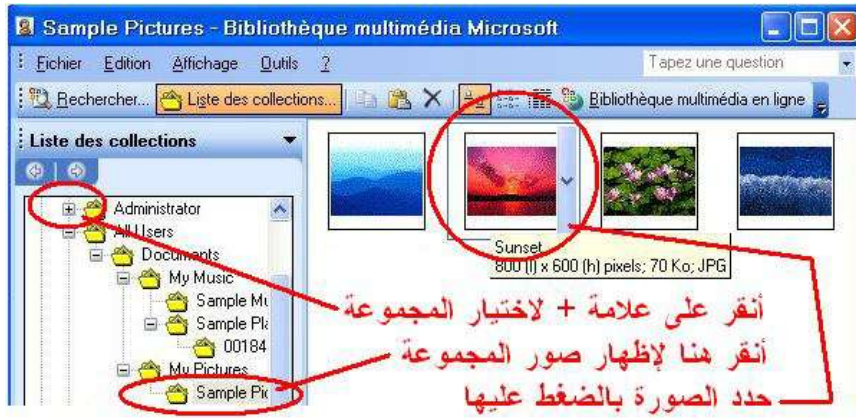 Sample Pictures - Bibliothèque multimédia Microsoft
Fichier Edition Affichage Outils ?
Tapez une question
Rechercher... Liste des collections... Bibliothèque multimédia en ligne
Liste des collections
Administrator
All Users
Documents
My Music
Sample Mu
Sample Pla
00184
My Pictures
Sample Pic
Sunset
800 (l) x 600 (h) pixels; 70 Ko; JPG
أنقر على علامة + لاختيار المجموعة
أنقر هنا لإظهار صور المجموعة
حدد الصورة بالضغط عليها